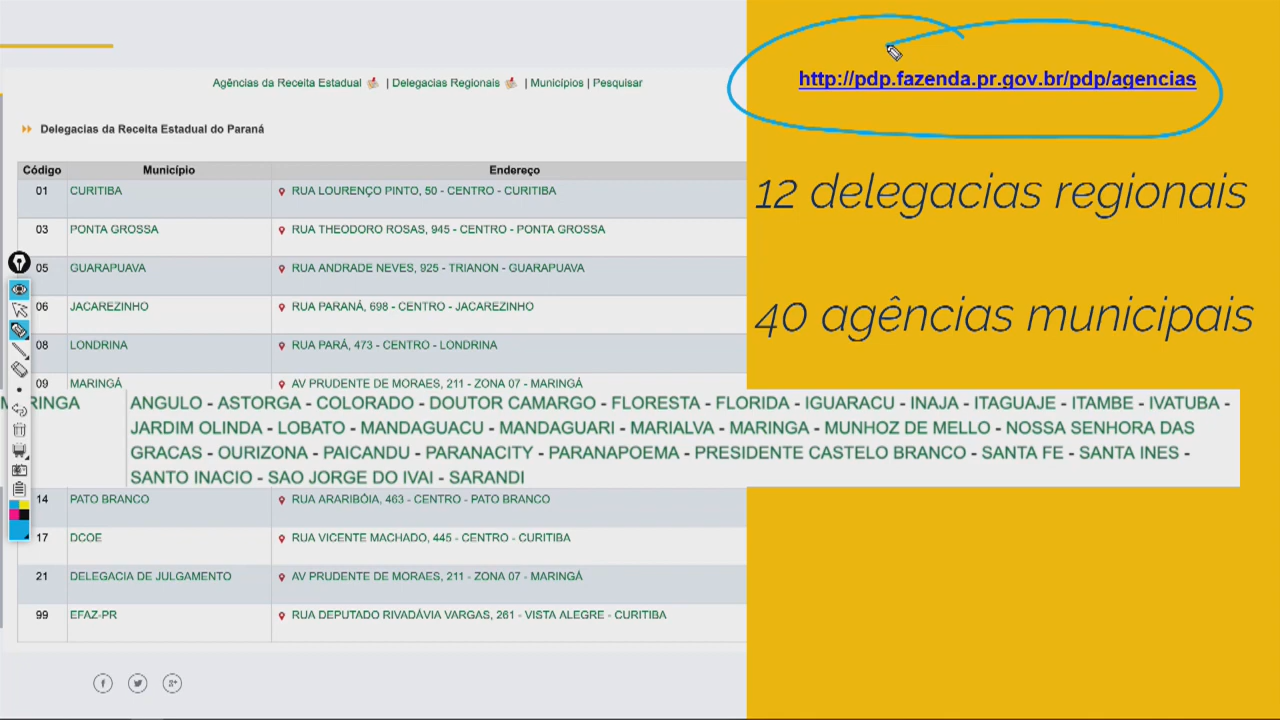 http://pdp.fazenda.pr.gov.br/pdp/agencias
Agências da Receita Estadual | Delegacias Regionais | Municípios | Pesquisar
Delegacias da Receita Estadual do Paraná
Código Município Endereço
01 CURITIBA RUA LOURENÇO PINTO, 50 - CENTRO - CURITIBA
03 PONTA GROSSA RUA THEODORO ROSAS, 945 - CENTRO - PONTA GROSSA
05 GUARAPUAVA RUA ANDRADE NEVES, 925 - TRIANON - GUARAPUAVA
06 JACAREZINHO RUA PARANÁ, 698 - CENTRO - JACAREZINHO
08 LONDRINA RUA PARÁ, 473 - CENTRO - LONDRINA
09 MARINGÁ AV PRUDENTE DE MORAES, 211 - ZONA 07 - MARINGÁ
ANGULO - ASTORGA - COLORADO - DOUTOR CAMARGO - FLORESTA - FLORIDA - IGUARACU - INAJA - ITAGUAJE - ITAMBE - IVATUBA -
JARDIM OLINDA - LOBATO - MANDAGUACU - MANDAGUARI - MARIALVA - MARINGA - MUNHOZ DE MELLO - NOSSA SENHORA DAS
GRACAS - OURIZONA - PAICANDU - PARANACITY - PARANAPOEMA - PRESIDENTE CASTELO BRANCO - SANTA FE - SANTA INES -
SANTO INACIO - SAO JORGE DO IVAI - SARANDI
14 PATO BRANCO RUA ARARIBÓIA, 463 - CENTRO - PATO BRANCO
17 DCOE RUA VICENTE MACHADO, 445 - CENTRO - CURITIBA
21 DELEGACIA DE JULGAMENTO AV PRUDENTE DE MORAES, 211 - ZONA 07 - MARINGÁ
99 EFAZ-PR RUA DEPUTADO RIVADÁVIA VARGAS, 261 - VISTA ALEGRE - CURITIBA
12 delegacias regionais
40 agências municipais